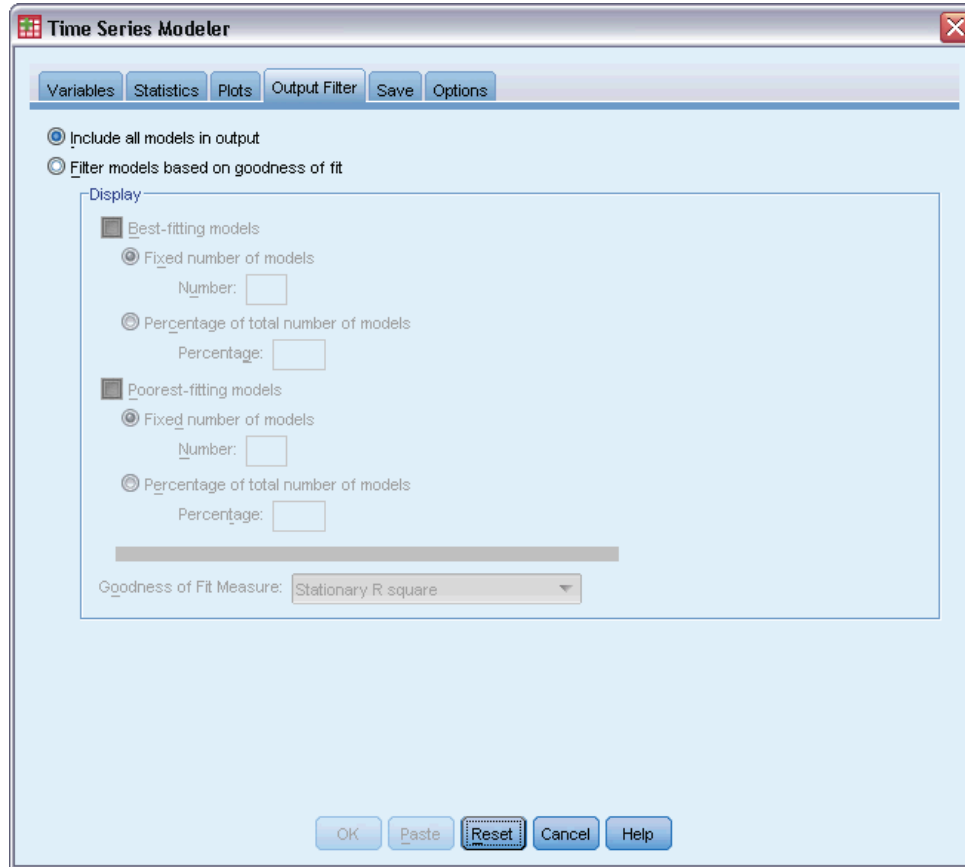 Time Series Modeler
Variables Statistics Plots Output Filter Save Options
Include all models in output
Filter models based on goodness of fit
Display
Best-fitting models
Fixed number of models
Number:
Percentage of total number of models
Percentage:
Poorest-fitting models
Fixed number of models
Number:
Percentage of total number of models
Percentage:
Goodness of Fit Measure: Stationary R square
OK Paste Reset Cancel Help